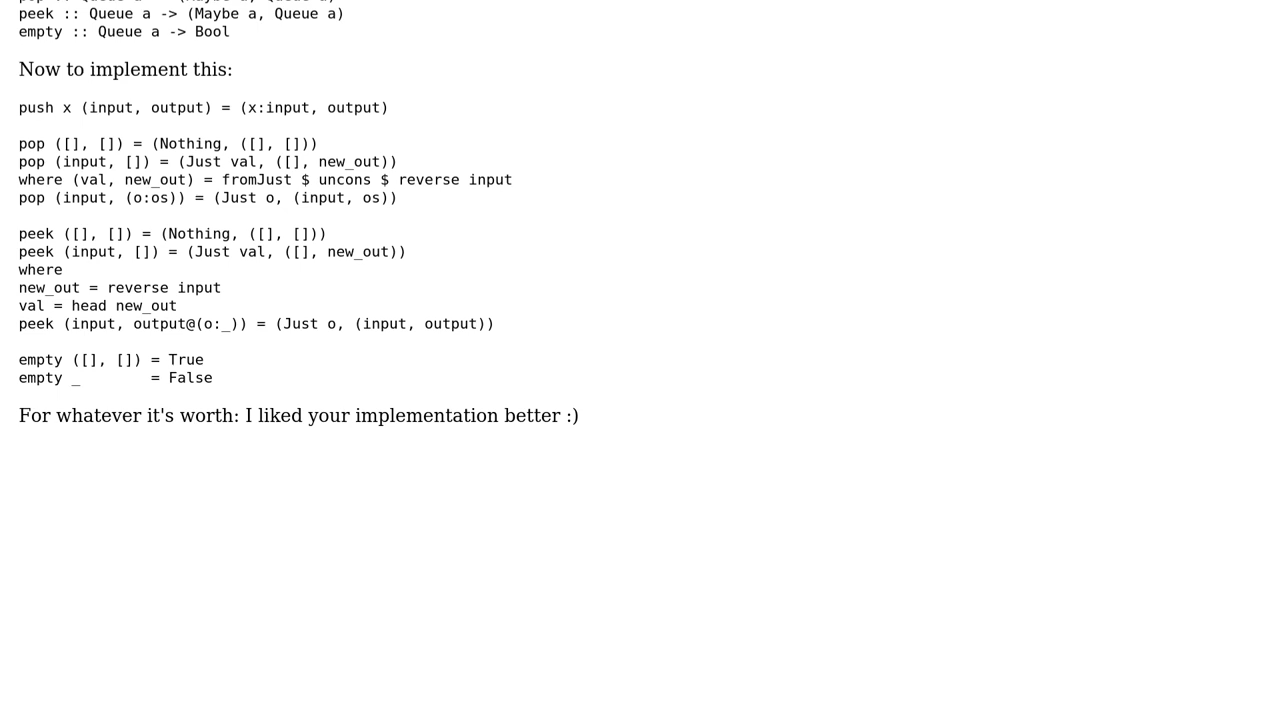 peek :: Queue a -> (Maybe a, Queue a)
empty :: Queue a -> Bool
Now to implement this:
push x (input, output) = (x:input, output)
pop ([], []) = (Nothing, ([], []))
pop (input, []) = (Just val, ([], new_out))
where (val, new_out) = fromJust $ uncons $ reverse input
pop (input, (o:os)) = (Just o, (input, os))
peek ([], []) = (Nothing, ([], []))
peek (input, []) = (Just val, ([], new_out))
where
new_out = reverse input
val = head new_out
peek (input, output@(o:_)) = (Just o, (input, output))
empty ([], []) = True
empty _        = False
For whatever it's worth: I liked your implementation better :)